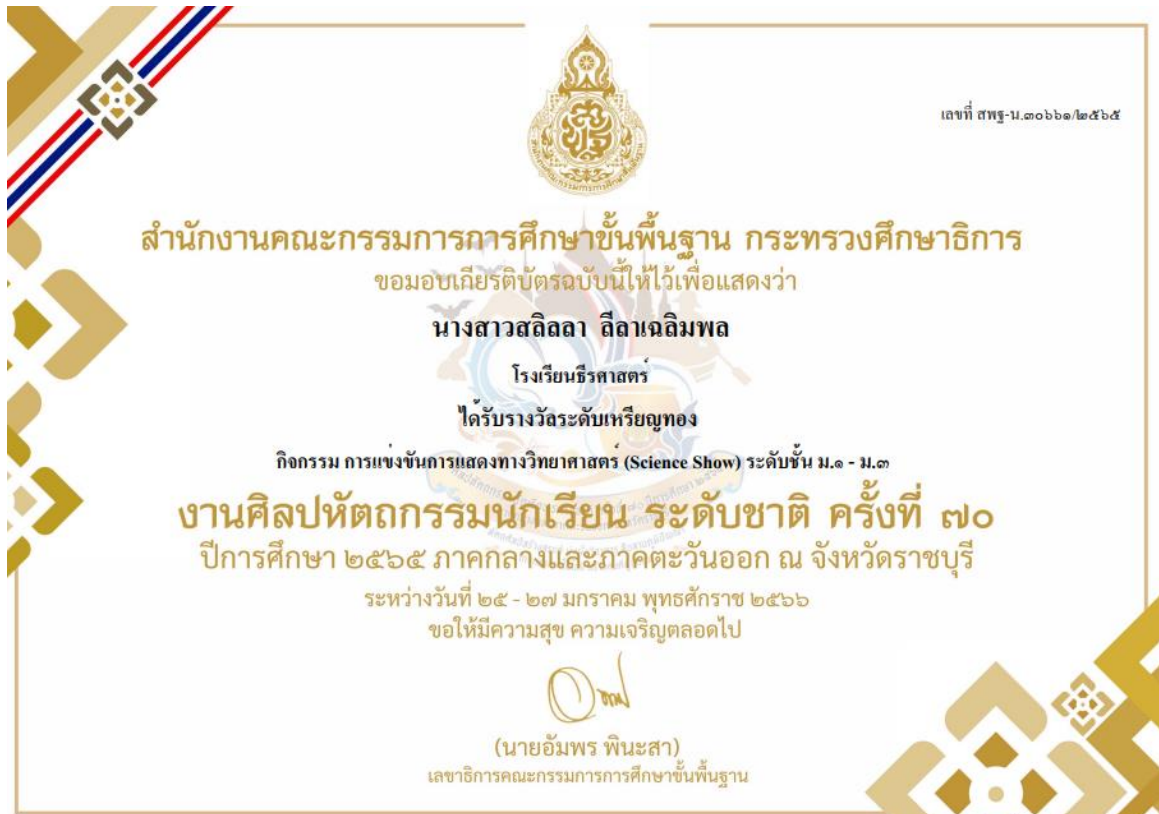 เลขที่ สพฐ-น.๓๐๖๖๑/๒๕๖๕
สำนักงานคณะกรรมการการศึกษาขั้นพื้นฐาน กระทรวงศึกษาธิการ
ขอมอบเกียรติบัตรฉบับนี้ให้ไว้เพื่อแสดงว่า
นางสาวสลิลลา ลีลาเฉลิมพล
โรงเรียนธีรศาสตร์
ได้รับรางวัลระดับเหรียญทอง
กิจกรรม การแข่งขันการแสดงทางวิทยาศาสตร์ (Science Show) ระดับชั้น ม.๑ - ม.๓
งานศิลปหัตถกรรมนักเรียน ระดับชาติ ครั้งที่ ๗๐
ปีการศึกษา ๒๕๖๕ ภาคกลางและภาคตะวันออก ณ จังหวัดราชบุรี
ระหว่างวันที่ ๒๕ - ๒๗ มกราคม พุทธศักราช ๒๕๖๖
ขอให้มีความสุข ความเจริญตลอดไป
(นายอัมพร พินะสา)
เลขาธิการคณะกรรมการการศึกษาขั้นพื้นฐาน